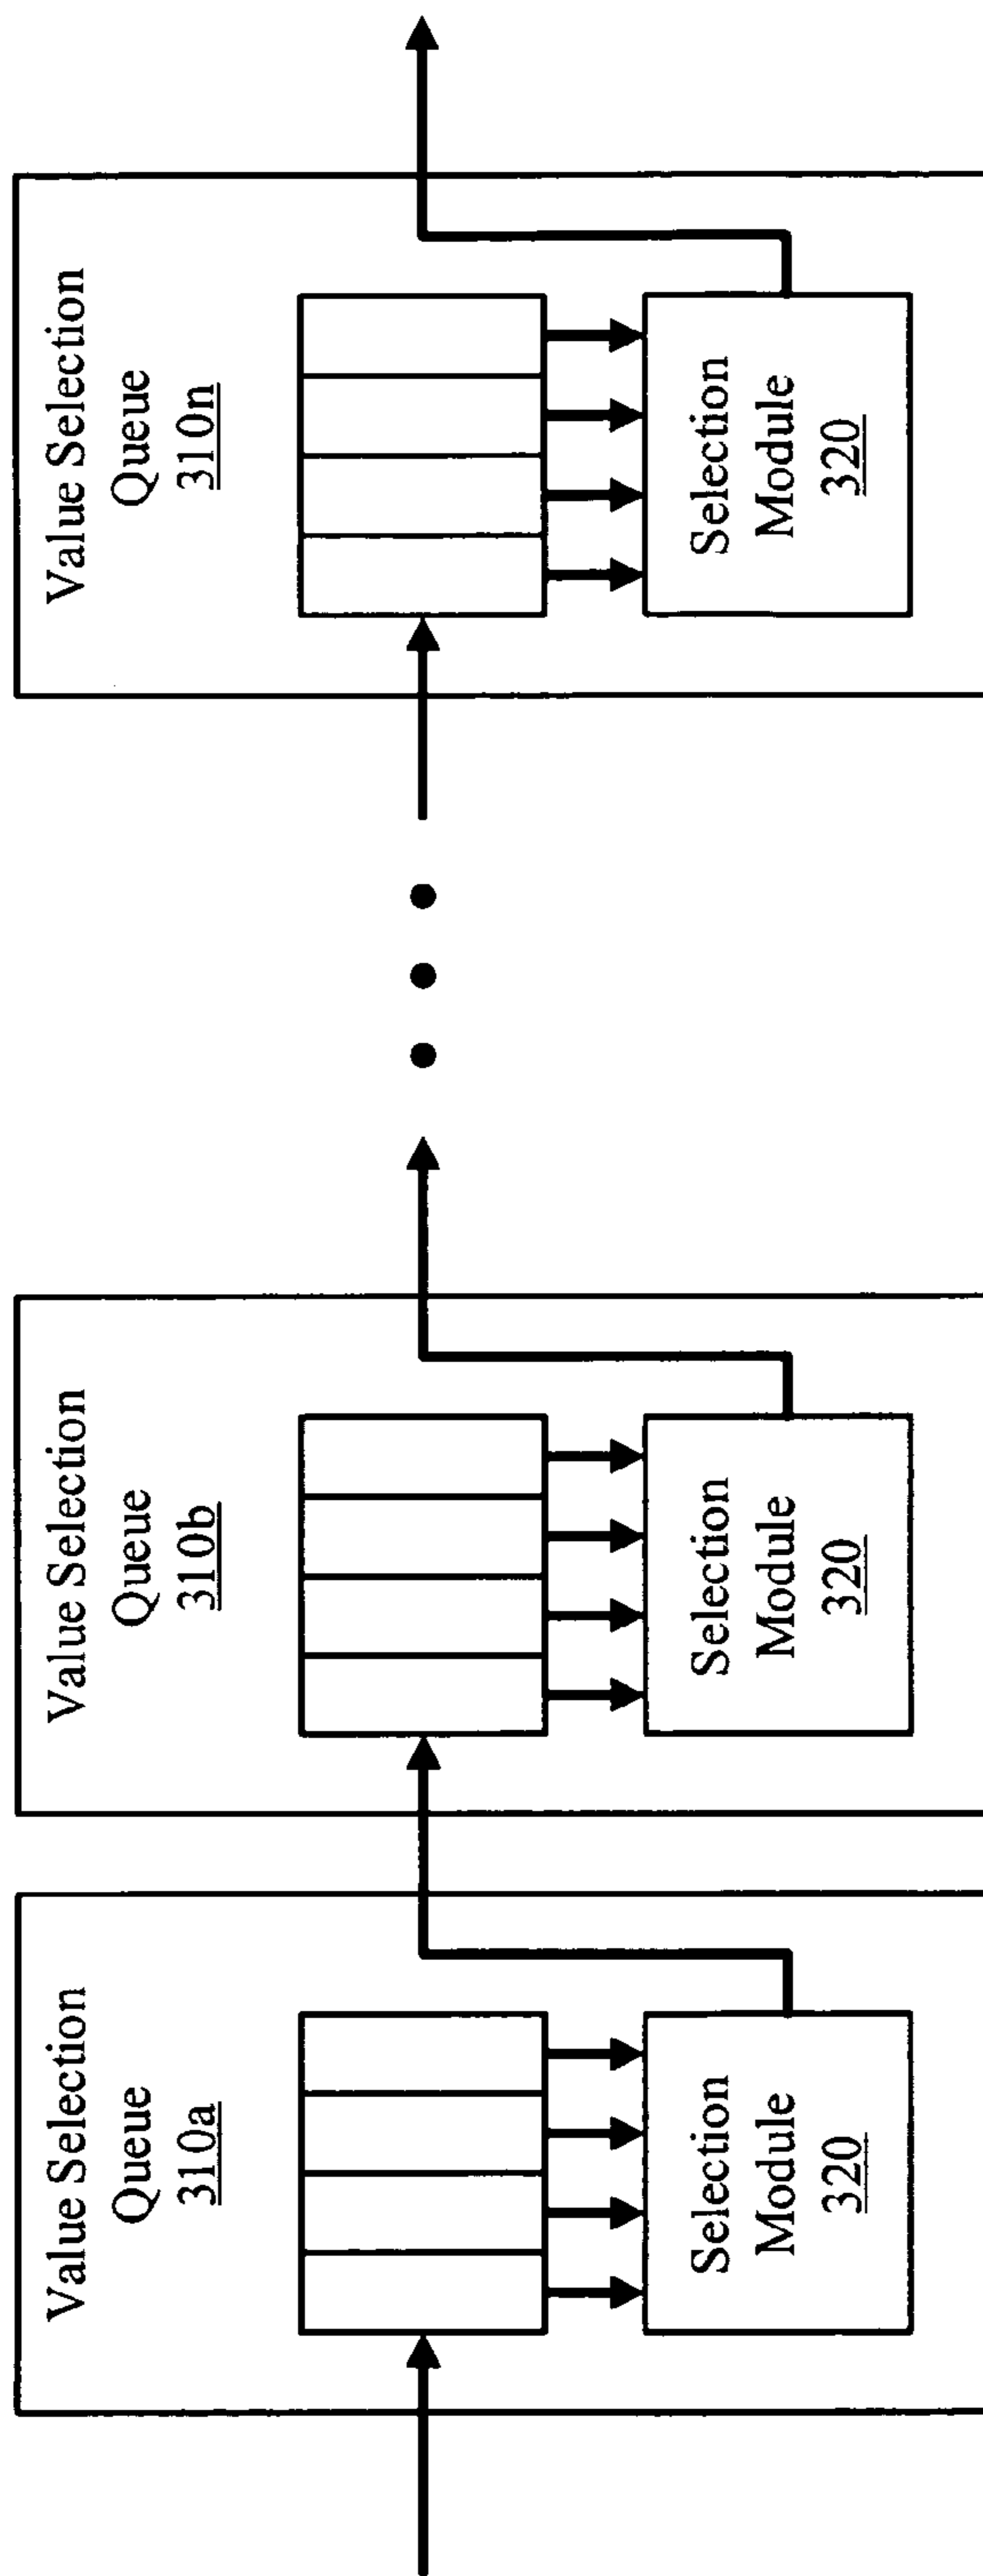 Value Selection
Queue
310a
Selection
Module
320
Value Selection
Queue
310b
Selection
Module
320
Value Selection
Queue
310n
Selection
Module
320